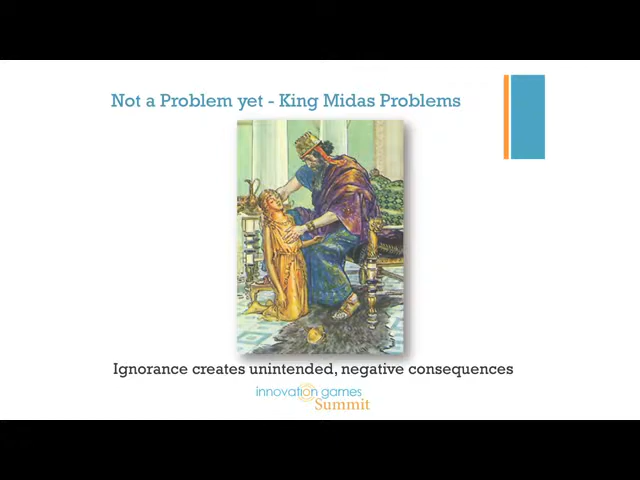 Not a Problem yet - King Midas Problems
Ignorance creates unintended, negative consequences
innovation games
Summit